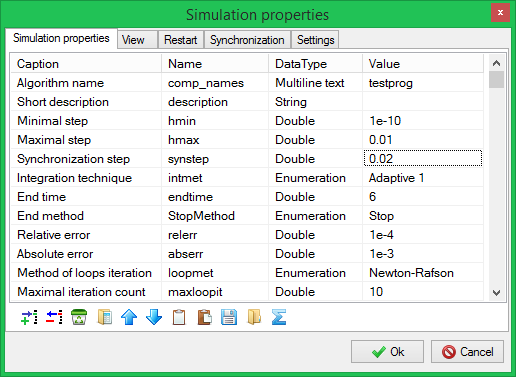 Simulation properties
Simulation properties View Restart Synchronization Settings
Caption Name DataType Value
Algorithm name comp_names Multiline text testprog
Short description description String
Minimal step hmin Double 1e-10
Maximal step hmax Double 0.01
Synchronization step synstep Double 0.02
Integration technique intmet Enumeration Adaptive 1
End time endtime Double 6
End method StopMethod Enumeration Stop
Relative error relerr Double 1e-4
Absolute error abserr Double 1e-3
Method of loops iteration loopmet Enumeration Newton-Rafson
Maximal iteration count maxloopit Double 10
Ok Cancel